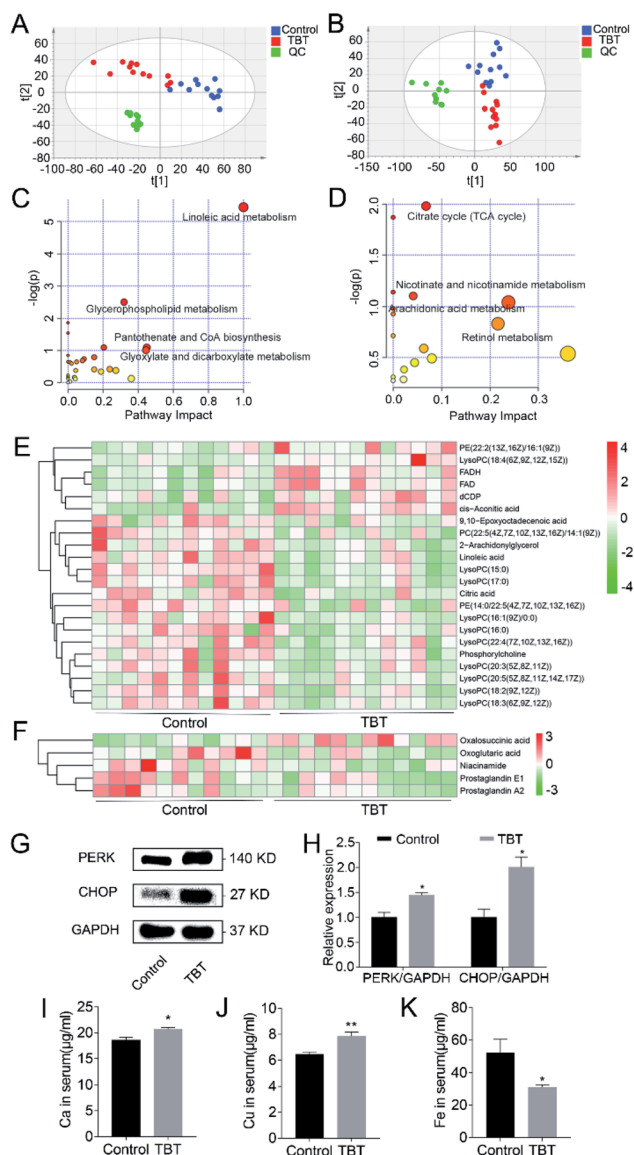 A
Control
TBT
QC
t[2]
60
40
20
0
-20
-40
-60
-80
-100
-80
-60
-40
-20
0
20
40
60
80
100
t[1]
B
Control
TBT
QC
t[2]
60
40
20
0
-20
-40
-60
-80
-150
-100
-50
0
50
100
150
t[1]
C
-log(p)
5
4
3
2
1
0
Linoleic acid metabolism
Glycerophospholipid metabolism
Pantothenate and CoA biosynthesis
Glyoxylate and dicarboxylate metabolism
0.0
0.2
0.4
0.6
0.8
1.0
Pathway Impact
D
-log(p)
2.0
1.5
1.0
0.5
Citrate cycle (TCA cycle)
Nicotinate and nicotinamide metabolism
Arachidonic acid metabolism
Retinol metabolism
0.0
0.1
0.2
0.3
Pathway Impact
E
PE(22:2(13Z,16Z)/16:1(9Z))
LysoPC(18:4(6Z,9Z,12Z,15Z))
FADH
FAD
dCDP
cis-Aconitic acid
9,10-Epoxyoctadecenoic acid
PC(22:5(4Z,7Z,10Z,13Z,16Z)/14:1(9Z))
2-Arachidonylglycerol
Linoleic acid
LysoPC(15:0)
LysoPC(17:0)
Citric acid
PE(14:0/22:5(4Z,7Z,10Z,13Z,16Z))
LysoPC(16:1(9Z)/0:0)
LysoPC(16:0)
LysoPC(22:4(7Z,10Z,13Z,16Z))
Phosphorylcholine
LysoPC(20:3(5Z,8Z,11Z))
LysoPC(20:5(5Z,8Z,11Z,14Z,17Z))
LysoPC(18:2(9Z,12Z))
LysoPC(18:3(6Z,9Z,12Z))
4
2
0
-2
-4
Control
TBT
F
Oxalosuccinic acid
Oxoglutaric acid
Niacinamide
Prostaglandin E1
Prostaglandin A2
3
1
-1
-3
Control
TBT
G
PERK
140 KD
CHOP
27 KD
GAPDH
37 KD
Control
TBT
H
Control
TBT
Relative expression
2.5
2.0
1.5
1.0
0.5
0.0
*
*
PERK/GAPDH
CHOP/GAPDH
I
Ca in serum(μg/ml)
25
20
15
10
5
0
*
Control
TBT
J
Cu in serum(μg/ml)
10
8
6
4
2
0
**
Control
TBT
K
Fe in serum(μg/ml)
80
60
40
20
0
*
Control
TBT